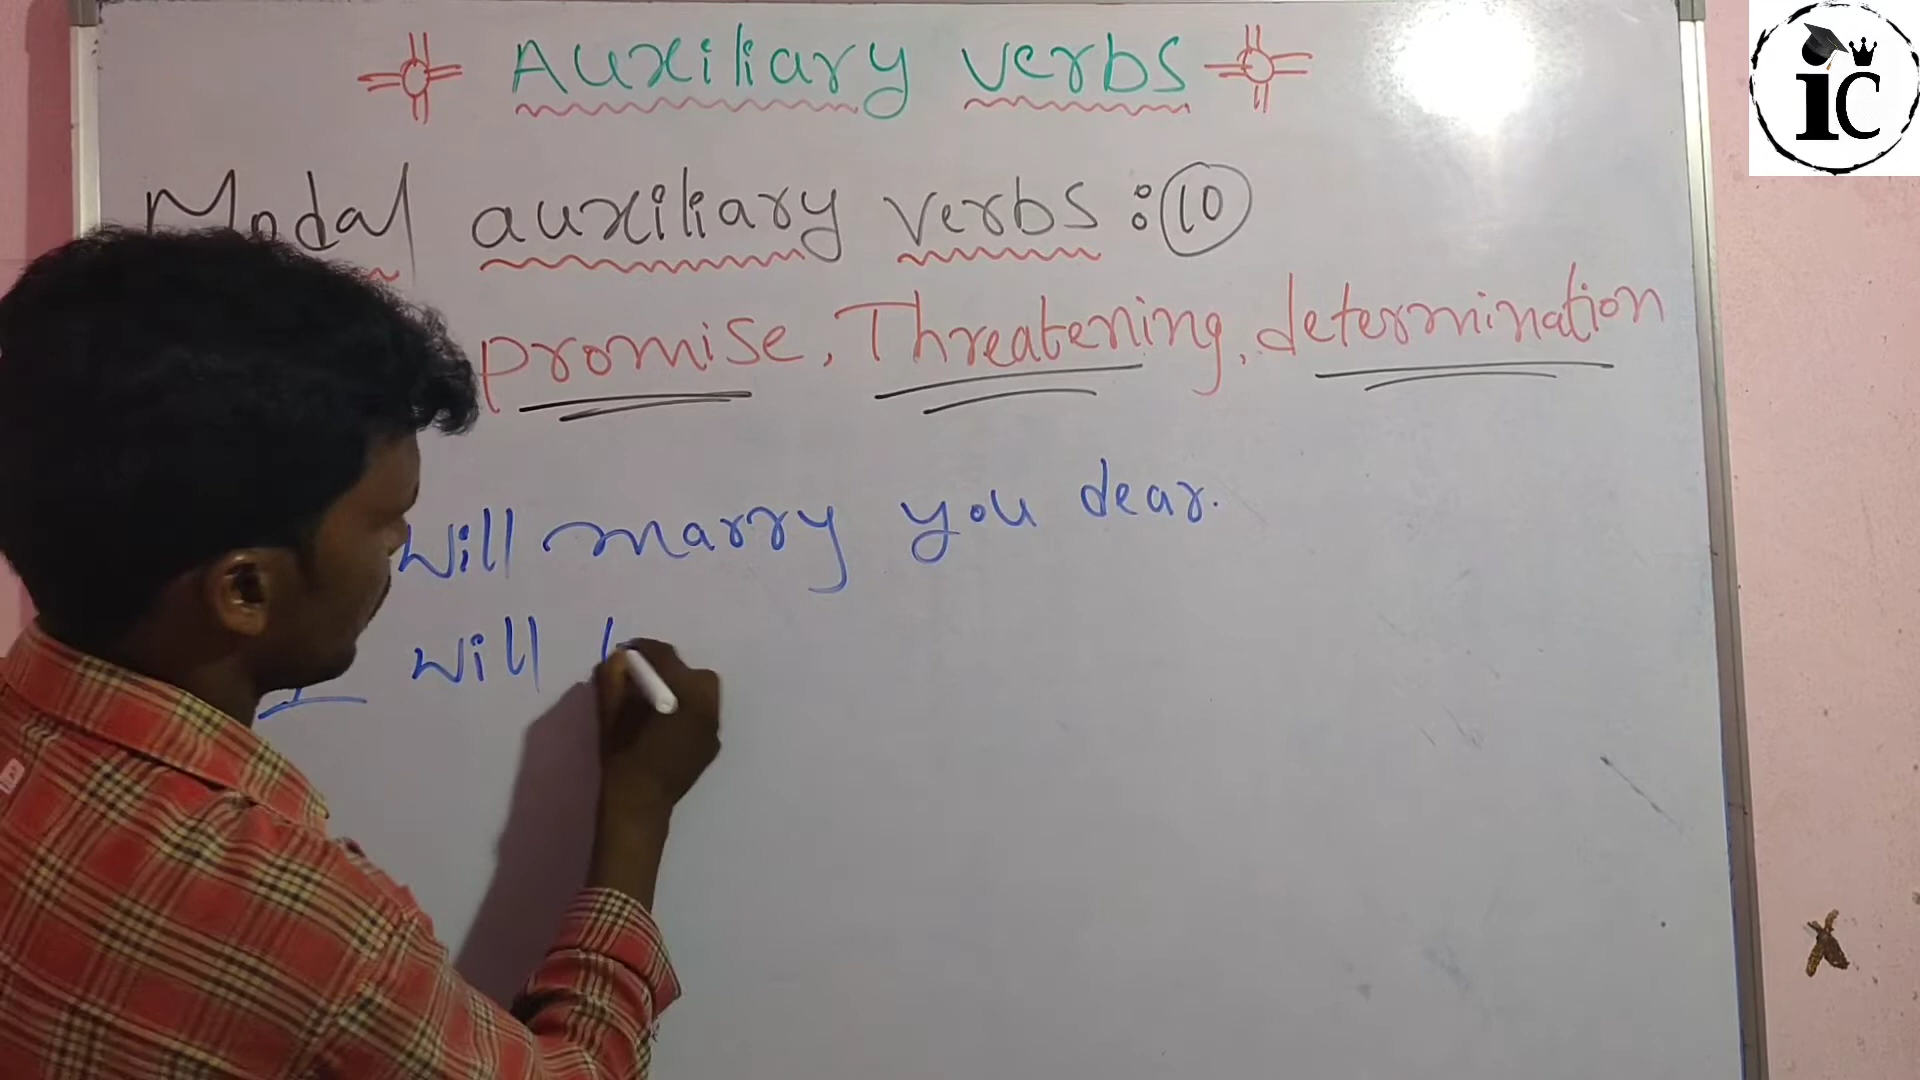 Auxiliary verbs
Modal auxiliary verbs : 10
promise, Threatening, determination
will marry you dear.
I will
iC